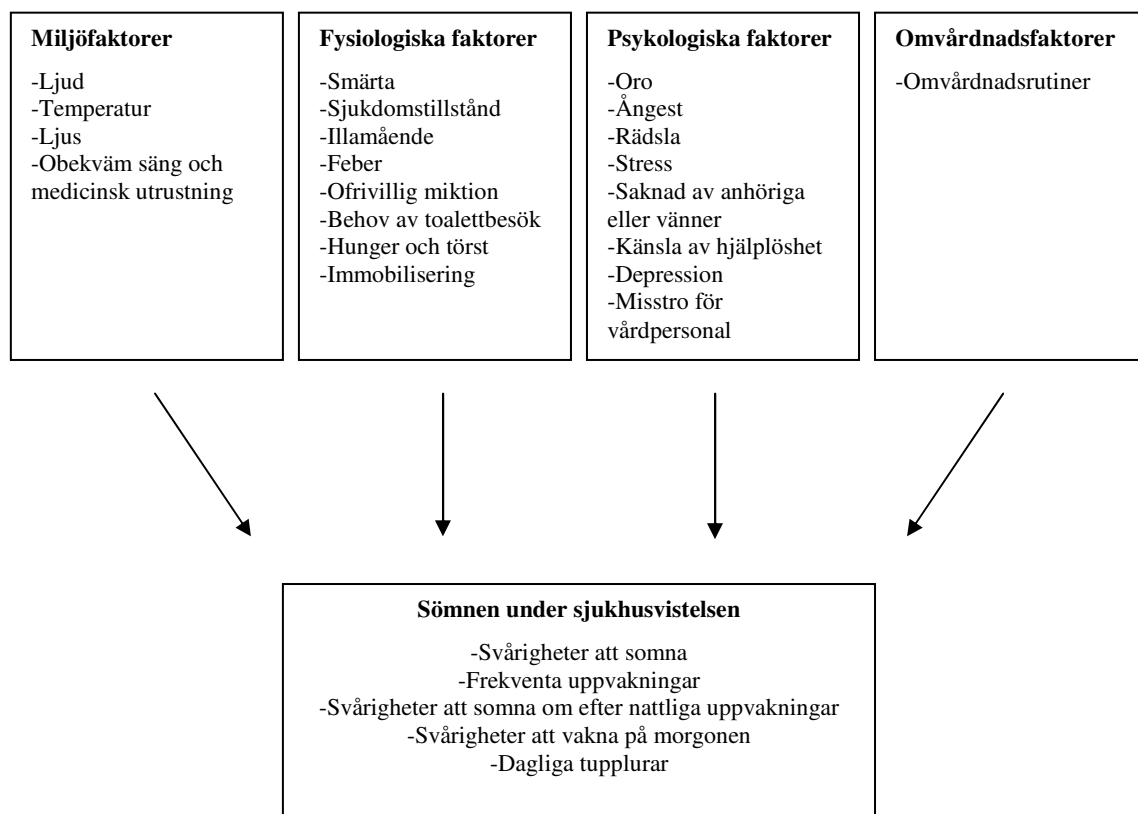 Miljöfaktorer
-Ljud
-Temperatur
-Ljus
-Obekväm säng och
medicinsk utrustning
Fysiologiska faktorer
-Smärta
-Sjukdomstillstånd
-Illamående
-Feber
-Ofrivillig miktion
-Behov av toalettbesök
-Hunger och törst
-Immobilisering
Psykologiska faktorer
-Oro
-Ångest
-Rädsla
-Stress
-Saknad av anhöriga
eller vänner
-Känsla av hjälplöshet
-Depression
-Misstro för
vårdpersonal
Omvårdnadsfaktorer
-Omvårdnadsrutiner
Sömnen under sjukhusvistelsen
-Svårigheter att somna
-Frekventa uppvakningar
-Svårigheter att somna om efter nattliga uppvakningar
-Svårigheter att vakna på morgonen
-Dagliga tupplurar